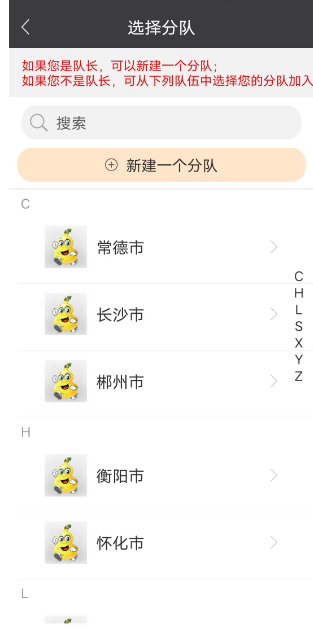 选择分队
如果您是队长，可以新建一个分队；
如果您不是队长，可从下列队伍中选择您的分队加入
搜索
新建一个分队
C
常德市
长沙市
郴州市
H
衡阳市
怀化市
L
C
H
L
S
X
Y
Z